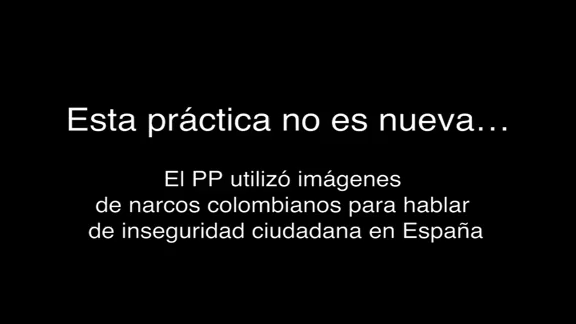 Esta práctica no es nueva...
El PP utilizó imágenes
de narcos colombianos para hablar
de inseguridad ciudadana en España